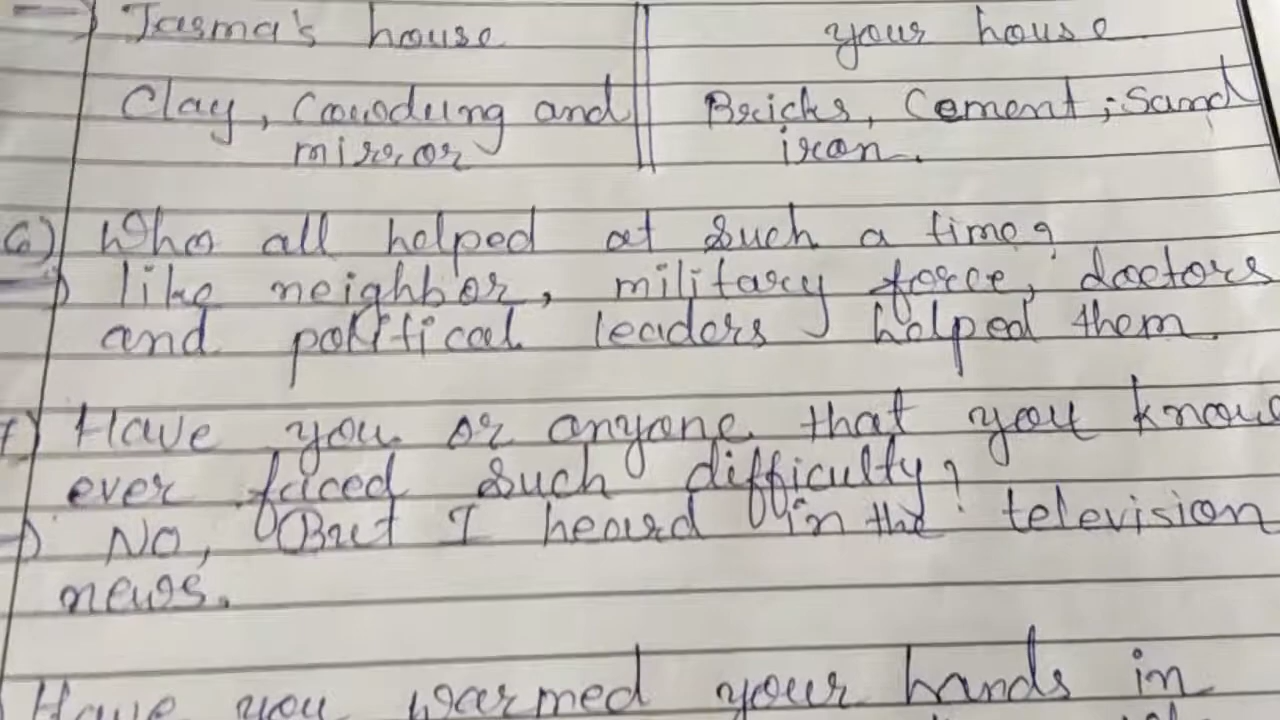 Jasma's house || your house
Clay, Cowdung and || Bricks, Cement, Sand
mirror || iron.
6) Who all helped at such a time?
like neighbor, military force, doctors
and political leaders helped them.
7) Have you or anyone that you know
ever faced such difficulty?
No, But I heard in the television
news.
Have you warmed your hands in